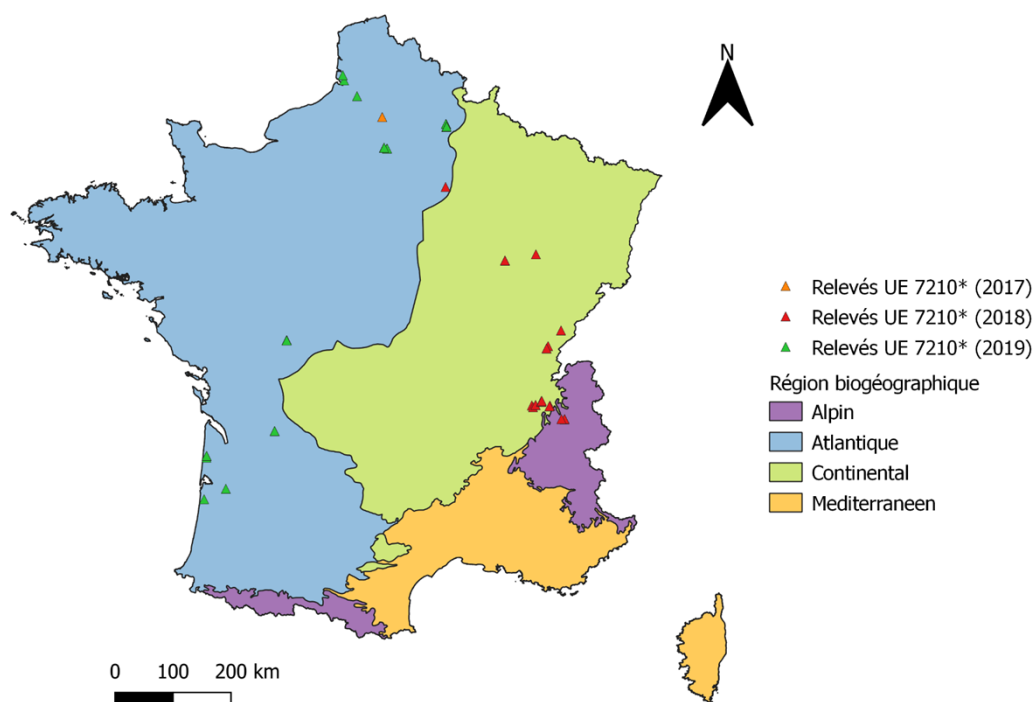 N
Relevés UE 7210* (2017)
Relevés UE 7210* (2018)
Relevés UE 7210* (2019)
Région biogéographique
Alpin
Atlantique
Continental
Mediterraneen
0 100 200 km